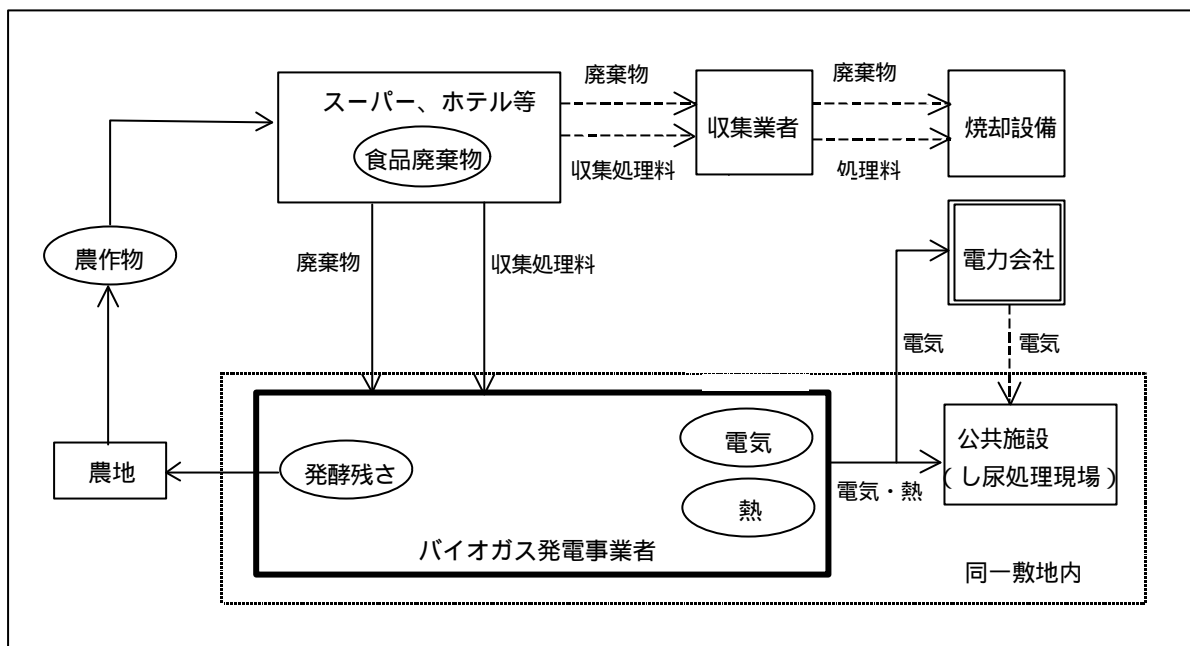 廃棄物
廃棄物
スーパー、ホテル等
収集業者
焼却設備
食品廃棄物
収集処理料
処理料
農作物
廃棄物
収集処理料
電力会社
電気
電気
電気
公共施設
(し尿処理現場)
農地
発酵残さ
電気・熱
熱
バイオガス発電事業者
同一敷地内